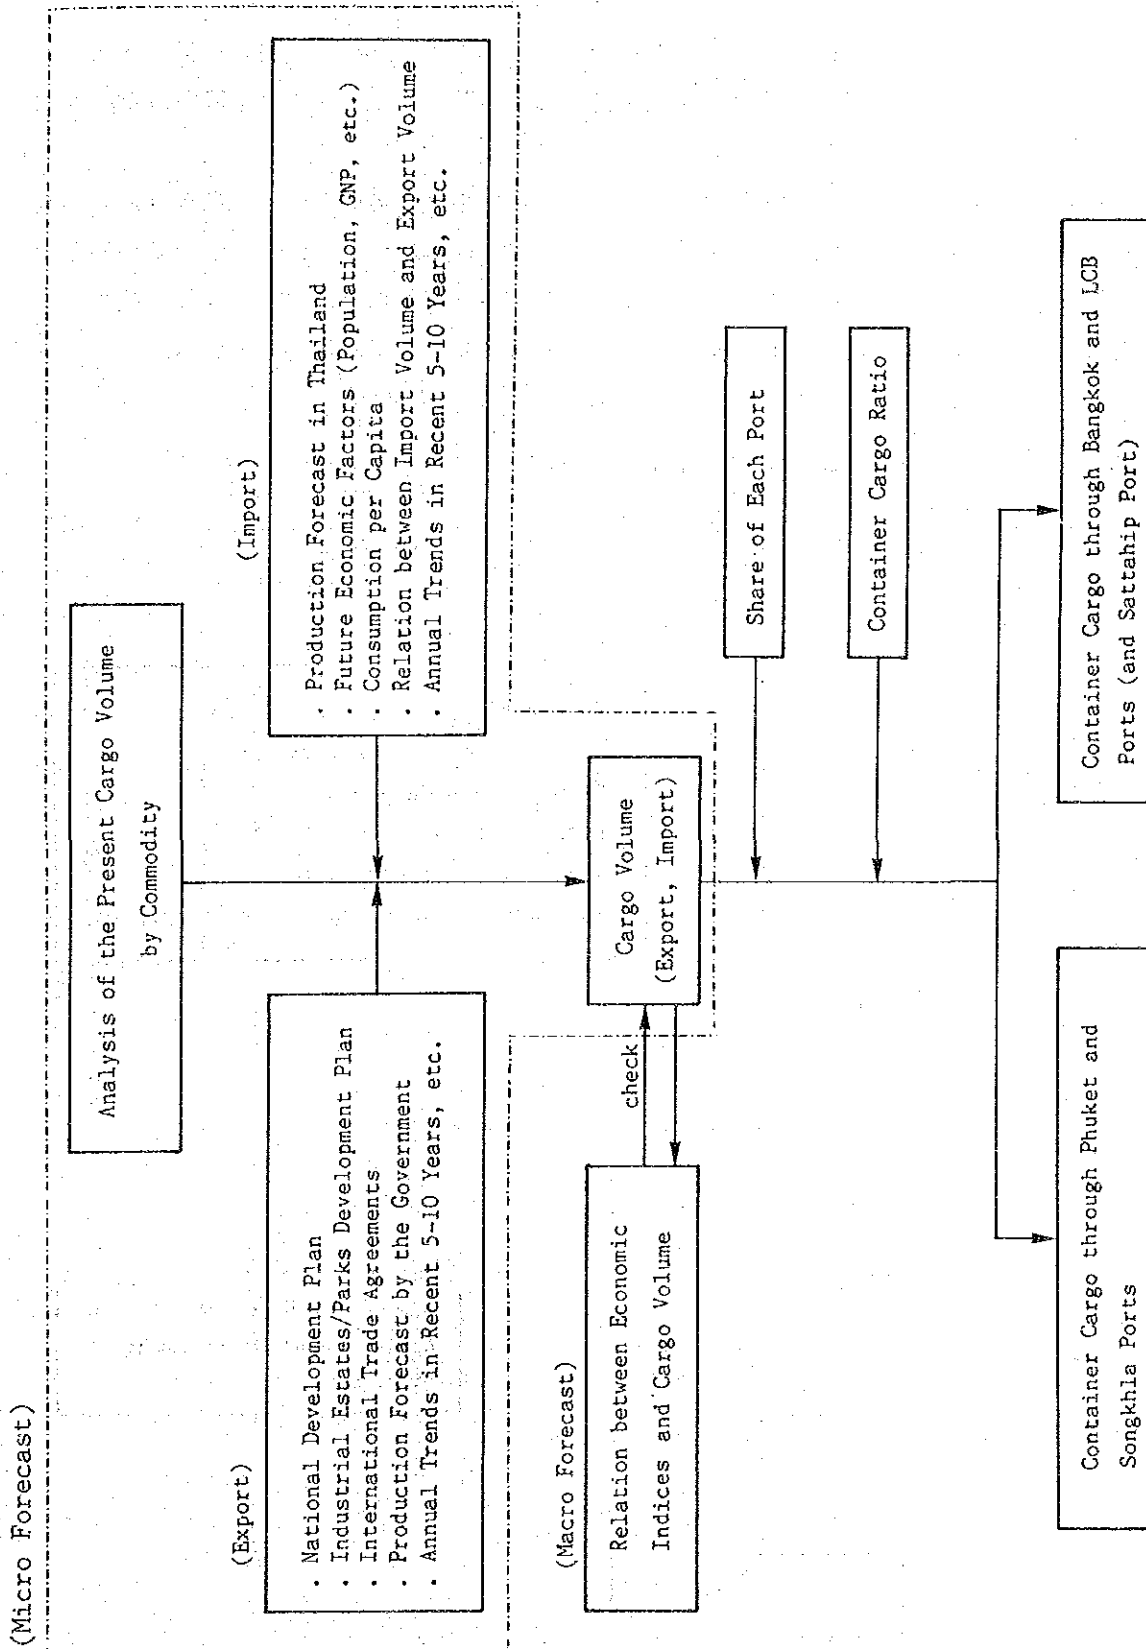 (Micro Forecast)
Analysis of the Present Cargo Volume
by Commodity
(Export)
· National Development Plan
· Industrial Estates/Parks Development Plan
· International Trade Agreements
· Production Forecast by the Government
· Annual Trends in Recent 5-10 Years, etc.
(Import)
· Production Forecast in Thailand
· Future Economic Factors (Population, GNP, etc.)
· Consumption per Capita
· Relation between Import Volume and Export Volume
· Annual Trends in Recent 5-10 Years, etc.
(Macro Forecast)
Relation between Economic
Indices and Cargo Volume
check
Cargo Volume
(Export, Import)
Share of Each Port
Container Cargo Ratio
Container Cargo through Phuket and
Songkhla Ports
Container Cargo through Bangkok and LCB
Ports (and Sattahip Port)